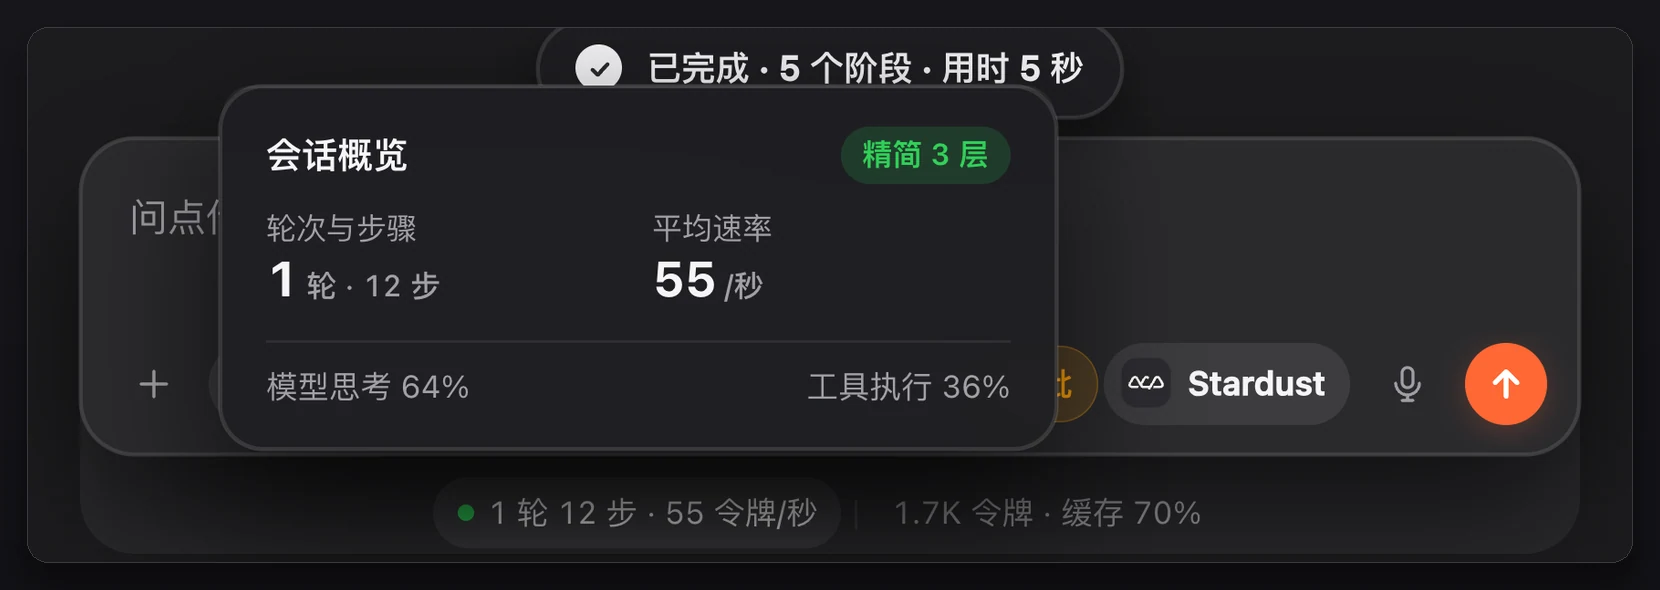 已完成 · 5 个阶段 · 用时 5 秒
会话概览
精简 3 层
问点
轮次与步骤
平均速率
1 轮 · 12 步
55 /秒
模型思考 64%
工具执行 36%
Stardust
1 轮 12 步 · 55 令牌/秒
1.7K 令牌 · 缓存 70%